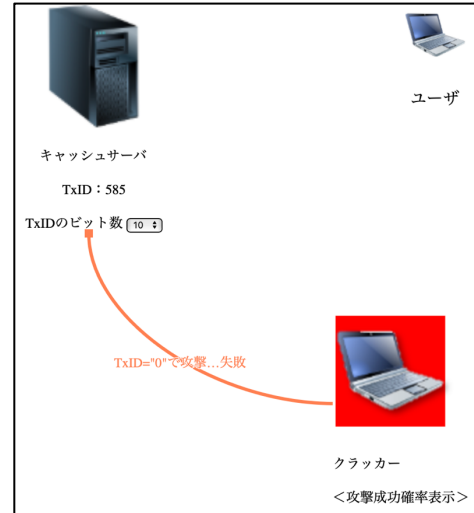 ユーザ
キャッシュサーバ
TxID：585
TxIDのビット数 10
TxID="0"で攻撃…失敗
クラッカー
＜攻撃成功確率表示＞